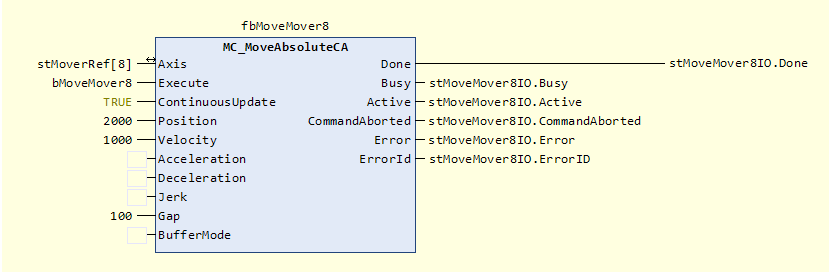 fbMoveMover8
MC_MoveAbsoluteCA
stMoverRef[8] Axis Done stMoveMover8IO.Done
bMoveMover8 Execute Busy stMoveMover8IO.Busy
TRUE ContinuousUpdate Active stMoveMover8IO.Active
2000 Position CommandAborted stMoveMover8IO.CommandAborted
1000 Velocity Error stMoveMover8IO.Error
Acceleration ErrorId stMoveMover8IO.ErrorID
Deceleration
Jerk
100 Gap
BufferMode